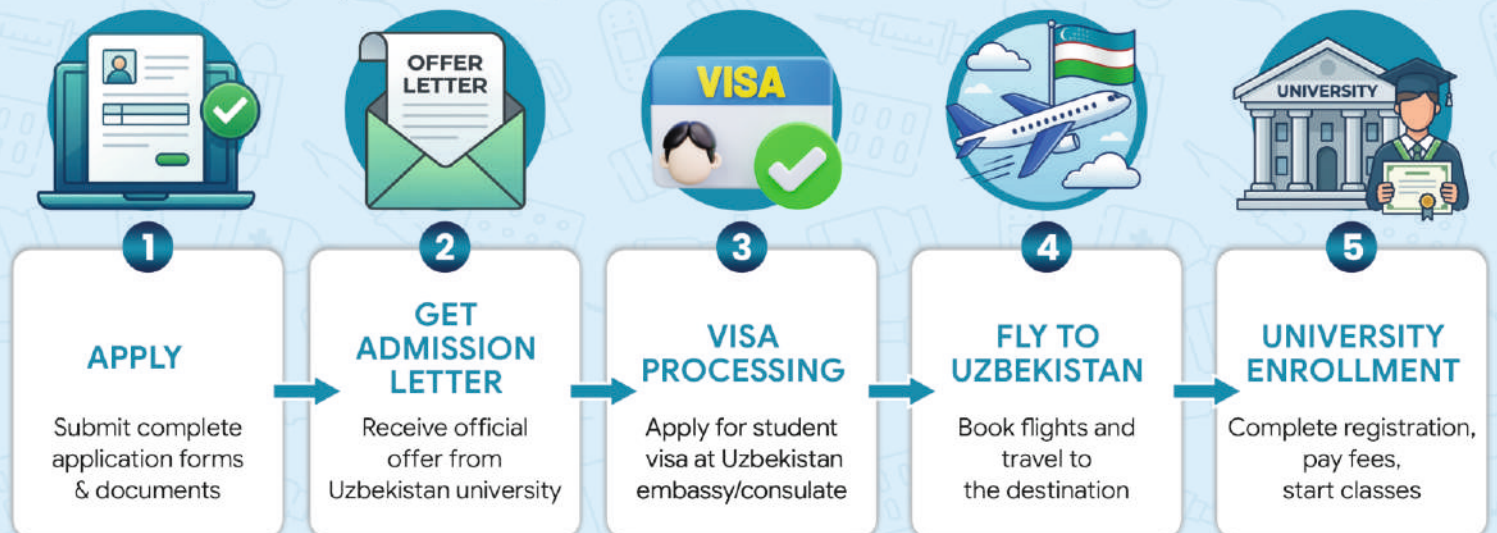 OFFER
LETTER
VISA
UNIVERSITY
1
APPLY
Submit complete
application forms
& documents
2
GET
ADMISSION
LETTER
Receive official
offer from
Uzbekistan university
3
VISA
PROCESSING
Apply for student
visa at Uzbekistan
embassy/consulate
4
FLY TO
UZBEKISTAN
Book flights and
travel to
the destination
5
UNIVERSITY
ENROLLMENT
Complete registration,
pay fees,
start classes